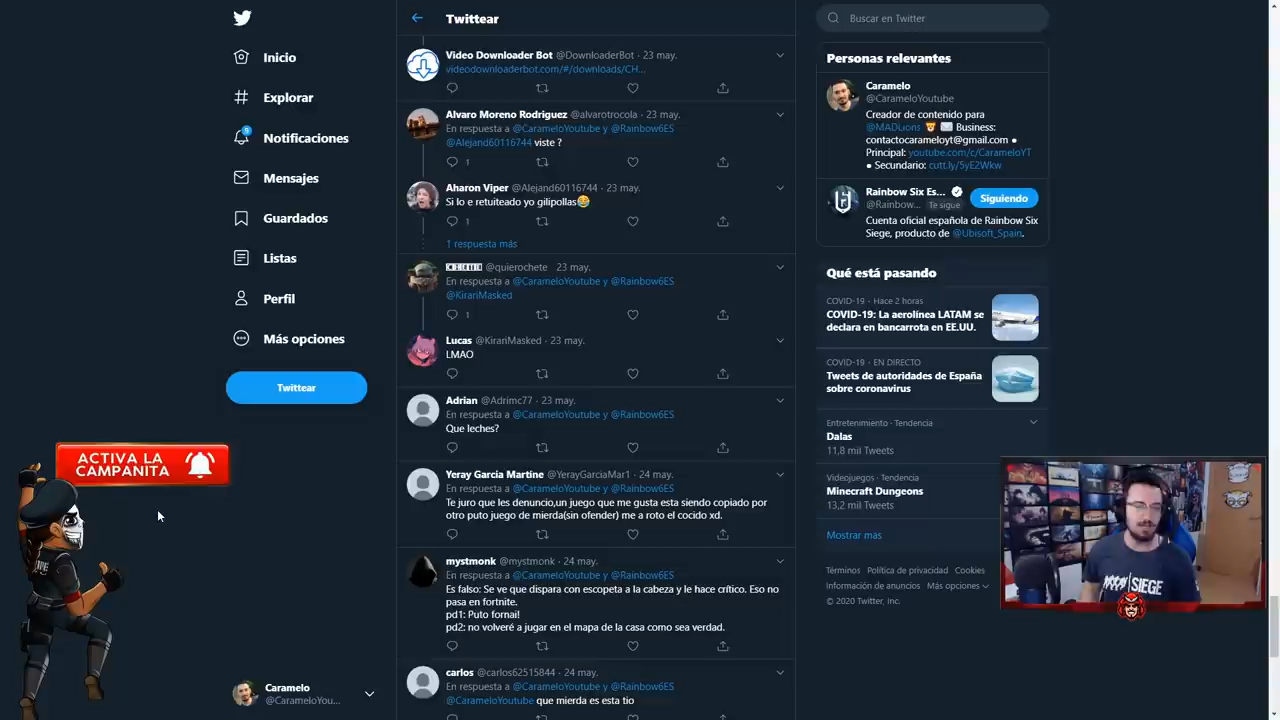 Inicio
Explorar
Notificaciones
Mensajes
Guardados
Listas
Perfil
Más opciones
Twittear
ACTIVA LA
CAMPANITA
Caramelo
@CarameloYou...
Twittear
Video Downloader Bot @DownloaderBot · 23 may.
videodownloaderbot.com/#/downloads/CH...
Alvaro Moreno Rodriguez @alvarotrocola · 23 may.
En respuesta a @CarameloYoutube y @Rainbow6ES
@Alejand60116744 viste ?
1
Aharon Viper @Alejand60116744 · 23 may.
Si lo e retuiteado yo gilipollas😂
1
1 respuesta más
@quierochete 23 may.
En respuesta a @CarameloYoutube y @Rainbow6ES
@KirariMasked
1
Lucas @KirariMasked · 23 may.
LMAO
Adrian @Adrimc77 · 23 may.
En respuesta a @CarameloYoutube y @Rainbow6ES
Que leches?
Yeray Garcia Martíne @YerayGarciaMar1 · 24 may.
En respuesta a @CarameloYoutube y @Rainbow6ES
Te juro que les denuncio,un juego que me gusta esta siendo copiado por
otro puto juego de mierda(sin ofender) me a roto el cocido xd.
mystmonk @mystmonk · 24 may.
En respuesta a @CarameloYoutube y @Rainbow6ES
Es falso: Se ve que dispara con escopeta a la cabeza y le hace crítico. Eso no
pasa en fortnite.
pd1: Puto fornai!
pd2: no volveré a jugar en el mapa de la casa como sea verdad.
carlos @carlos62515844 · 24 may.
En respuesta a @CarameloYoutube y @Rainbow6ES
@CarameloYoutube que mierda es esta tio
Buscar en Twitter
Personas relevantes
Caramelo
@CarameloYoutube
Creador de contenido para
@MADLions 🦁 ✉️ Business:
contactocarameloyt@gmail.com ●
Principal: youtube.com/c/CarameloYT
● Secundario: cutt.ly/5yE2Wkw
Rainbow Six Es...
@Rainbow... Te sigue
Siguiendo
Cuenta oficial española de Rainbow Six
Siege, producto de @Ubisoft_Spain.
Qué está pasando
COVID-19 · Hace 2 horas
COVID-19: La aerolínea LATAM se
declara en bancarrota en EE.UU.
COVID-19 · EN DIRECTO
Tweets de autoridades de España
sobre coronavirus
Entretenimiento · Tendencia
Dalas
11,8 mil Tweets
Videojuegos · Tendencia
Minecraft Dungeons
13,2 mil Tweets
Mostrar más
Términos Política de privacidad Cookies
Información de anuncios Más opciones
© 2020 Twitter, Inc.
SIEGE